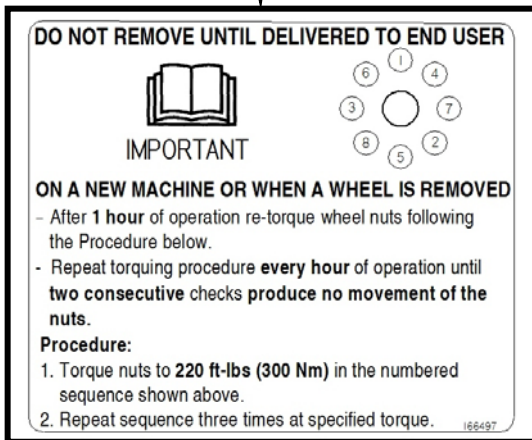 DO NOT REMOVE UNTIL DELIVERED TO END USER
1
6 4
3 7
8 2
5
IMPORTANT
ON A NEW MACHINE OR WHEN A WHEEL IS REMOVED
- After 1 hour of operation re-torque wheel nuts following
the Procedure below.
- Repeat torquing procedure every hour of operation until
two consecutive checks produce no movement of the
nuts.
Procedure:
1. Torque nuts to 220 ft-lbs (300 Nm) in the numbered
sequence shown above.
2. Repeat sequence three times at specified torque.
166497